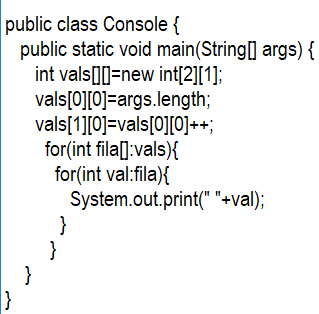 public class Console {
public static void main(String[] args) {
int vals[][]=new int[2][1];
vals[0][0]=args.length;
vals[1][0]=vals[0][0]++;
for(int fila[]:vals){
for(int val:fila){
System.out.print(" "+val);
}
}
}
}